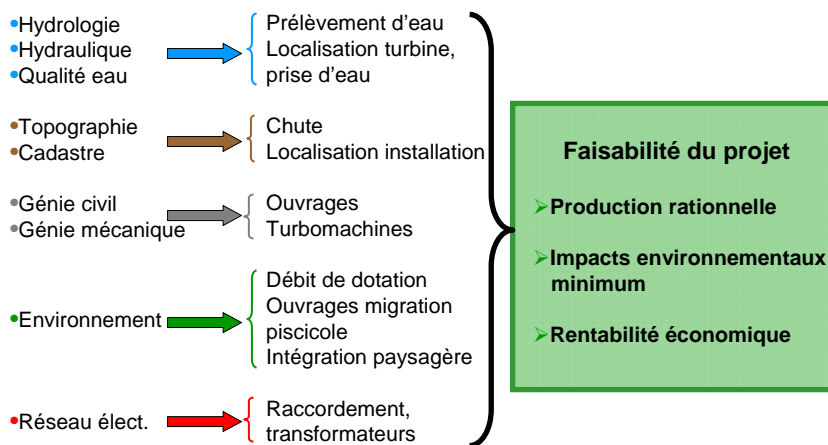 •Hydrologie
•Hydraulique
•Qualité eau
Prélèvement d'eau
Localisation turbine,
prise d'eau
•Topographie
•Cadastre
Chute
Localisation installation
•Génie civil
•Génie mécanique
Ouvrages
Turbomachines
•Environnement
Débit de dotation
Ouvrages migration
piscicole
Intégration paysagère
•Réseau élect.
Raccordement,
transformateurs
Faisabilité du projet
➢Production rationnelle
➢Impacts environnementaux
minimum
➢Rentabilité économique